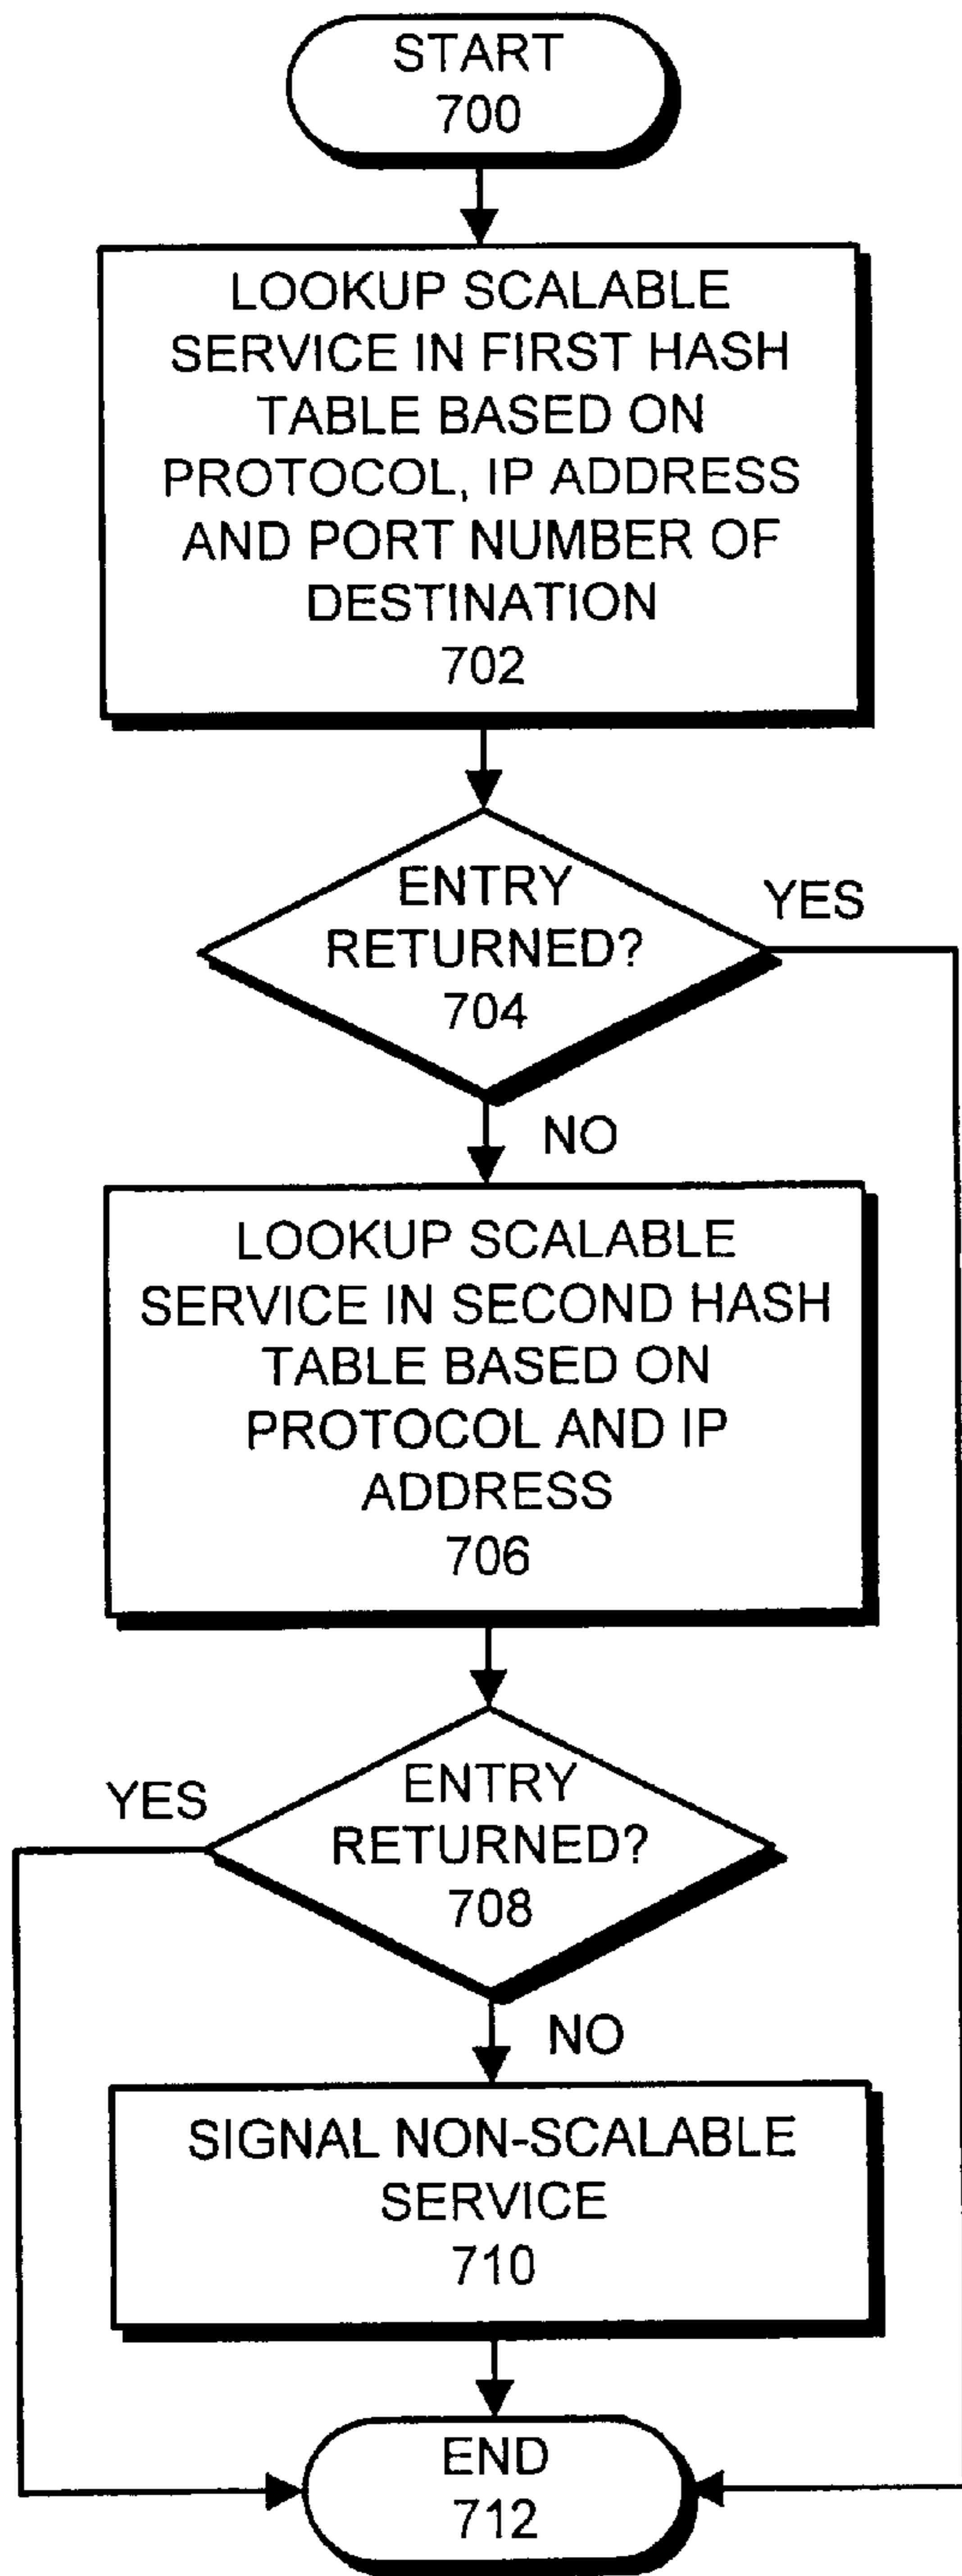 START
700
LOOKUP SCALABLE
SERVICE IN FIRST HASH
TABLE BASED ON
PROTOCOL, IP ADDRESS
AND PORT NUMBER OF
DESTINATION
702
ENTRY
RETURNED?
704
YES
NO
LOOKUP SCALABLE
SERVICE IN SECOND HASH
TABLE BASED ON
PROTOCOL AND IP
ADDRESS
706
YES
ENTRY
RETURNED?
708
NO
SIGNAL NON-SCALABLE
SERVICE
710
END
712